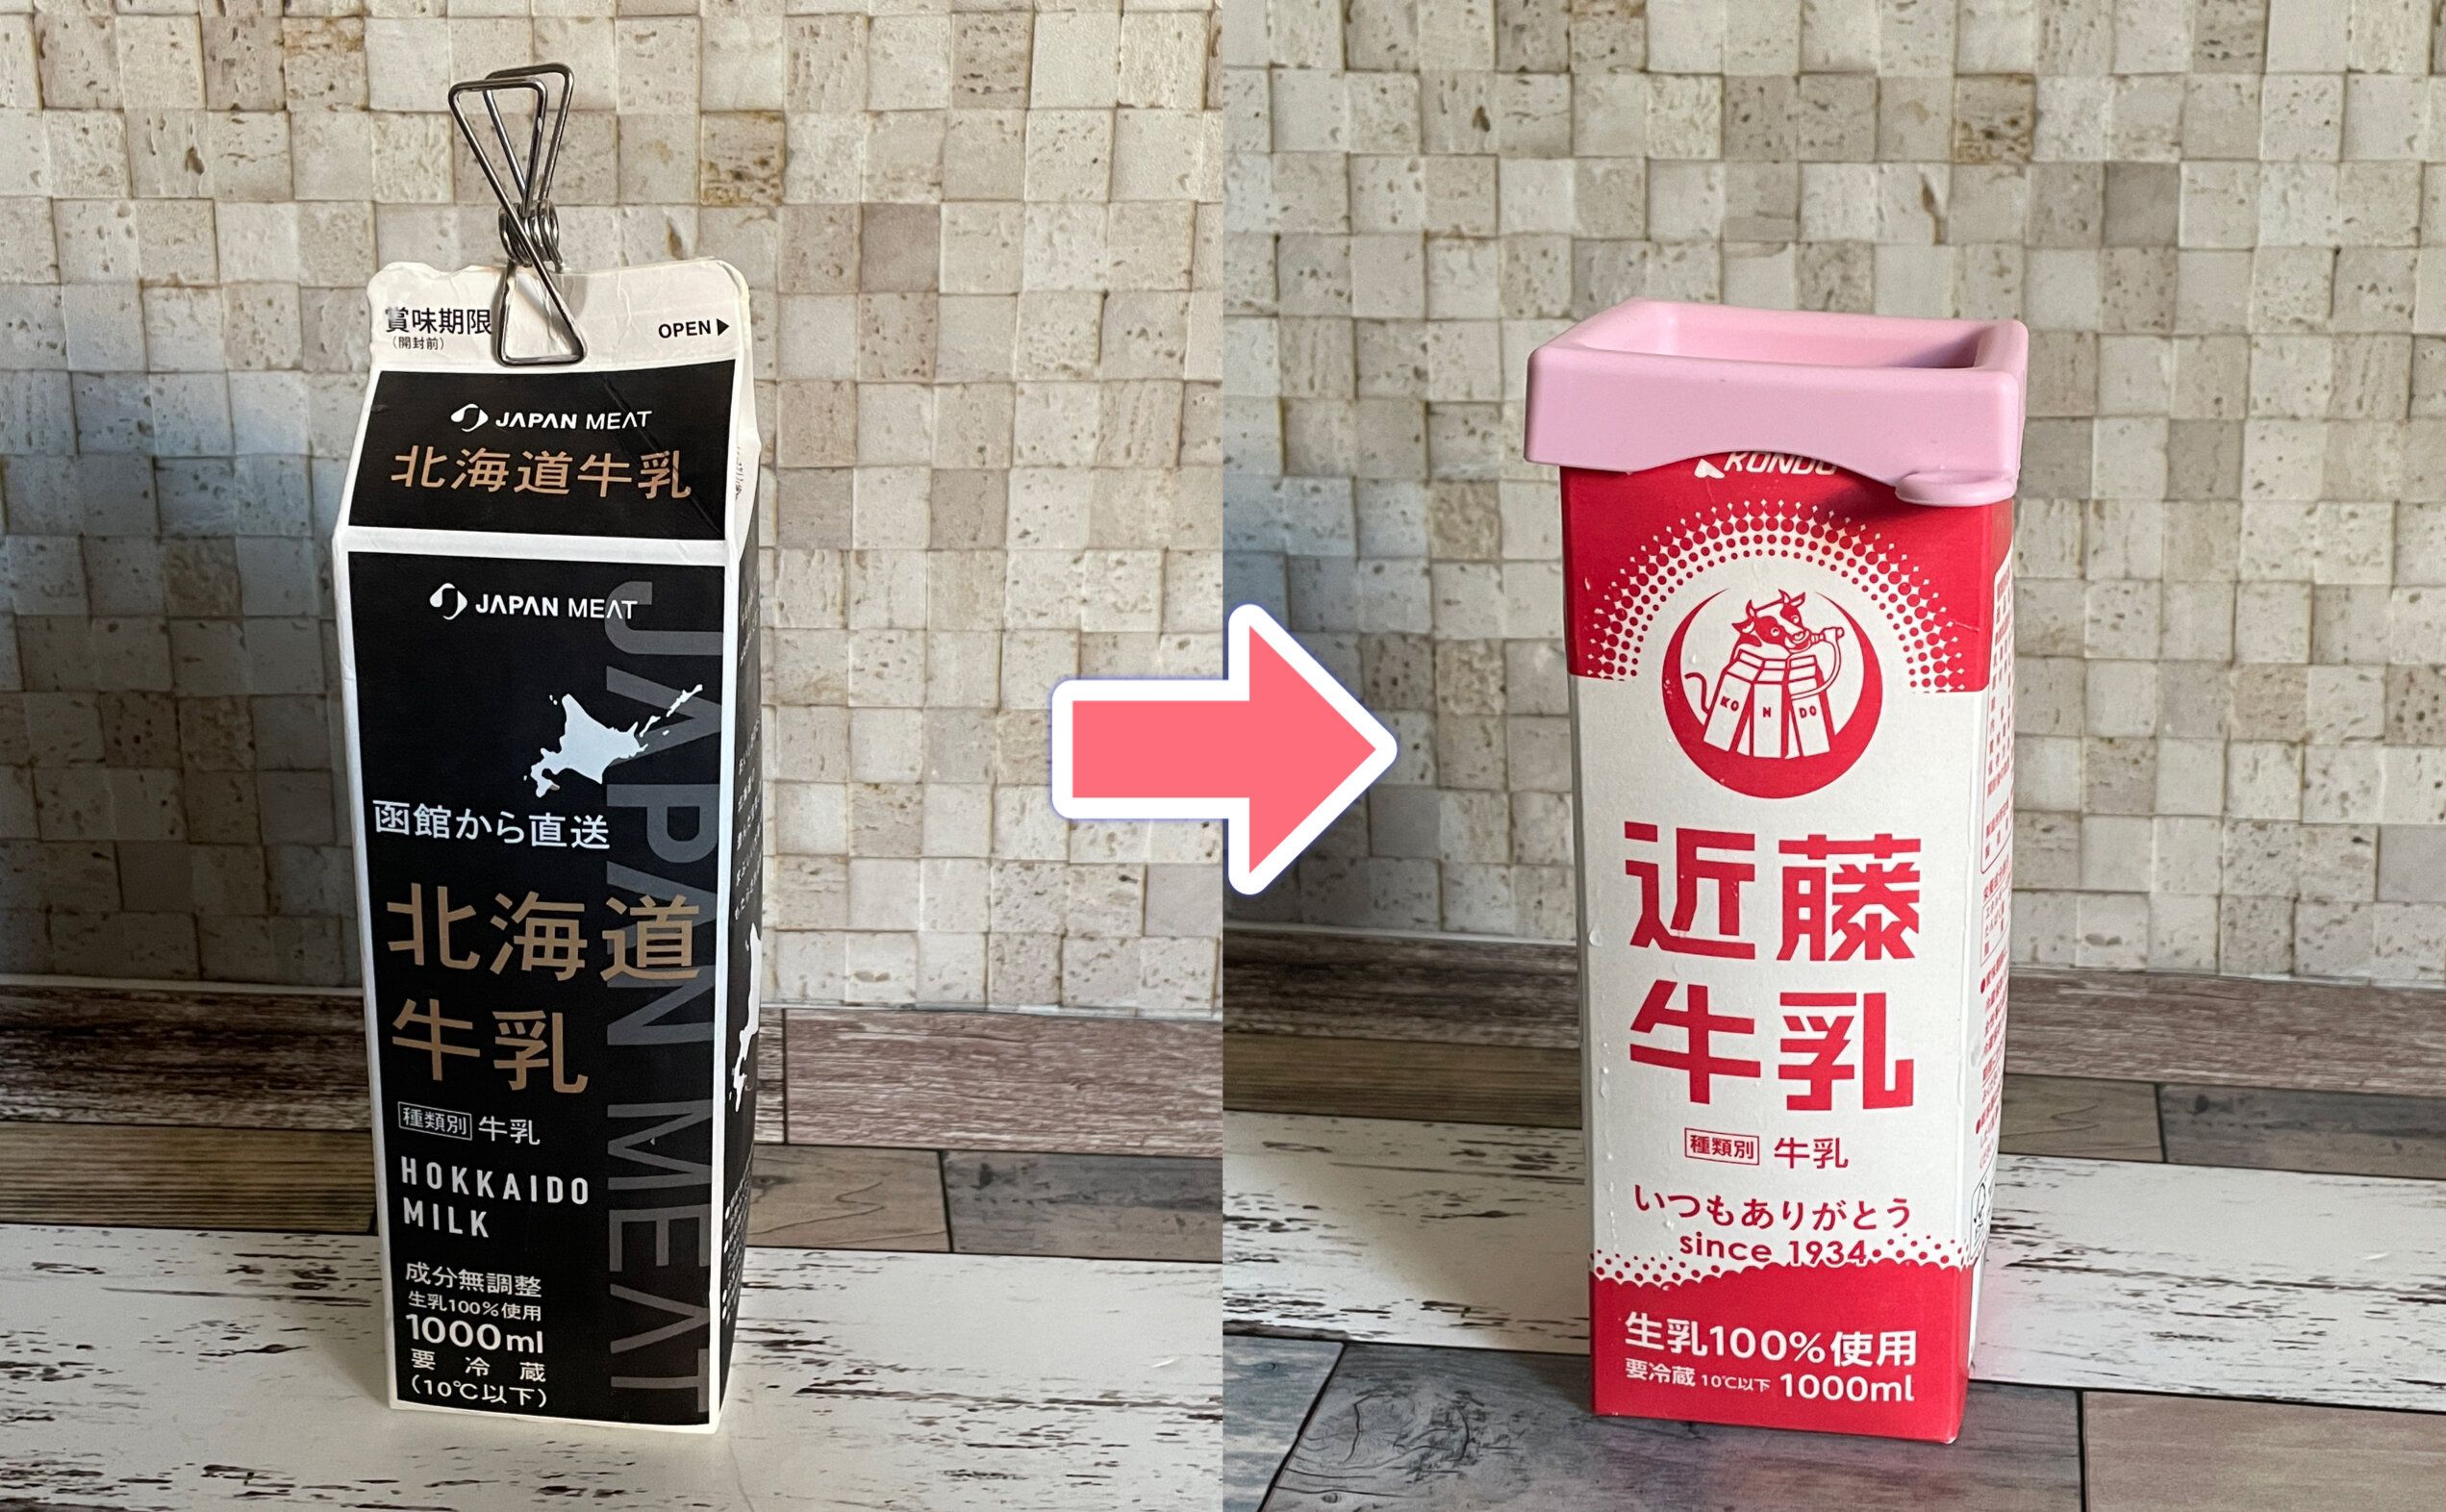 賞味期限
(開封前)
OPEN▶
JAPAN MEAT
北海道牛乳
JAPAN MEAT
JAPAN MEAT
函館から直送
北海道
牛乳
種類別 牛乳
HOKKAIDO
MILK
成分無調整
生乳100%使用
1000ml
要冷蔵
(10℃以下)
KONDO
KO N DO
近藤
牛乳
種類別 牛乳
いつもありがとう
since 1934
生乳100%使用
要冷蔵 10℃以下 1000ml